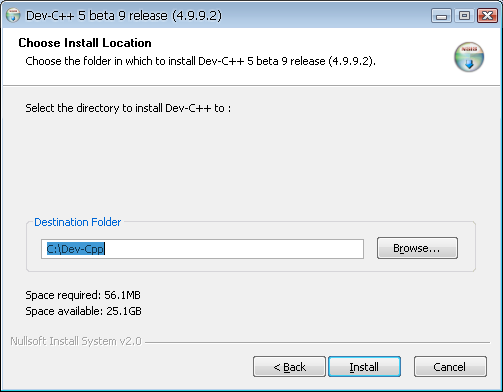 Dev-C++ 5 beta 9 release (4.9.9.2)
Choose Install Location
Choose the folder in which to install Dev-C++ 5 beta 9 release (4.9.9.2).
Select the directory to install Dev-C++ to :
Destination Folder
C:\Dev-Cpp
Browse...
Space required: 56.1MB
Space available: 25.1GB
Nullsoft Install System v2.0
< Back
Install
Cancel